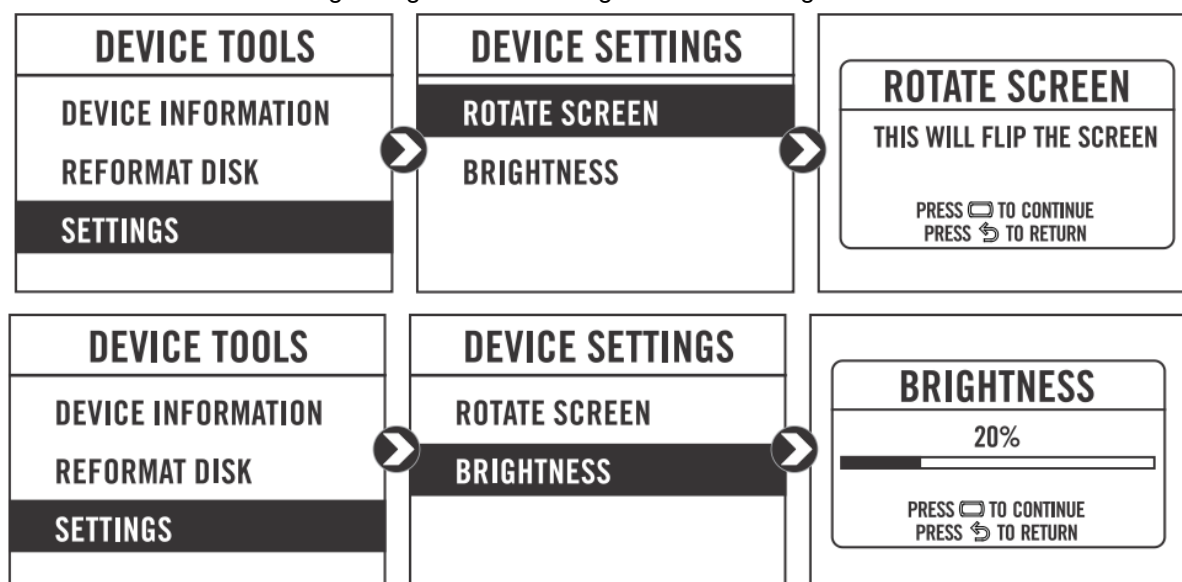 DEVICE TOOLS
DEVICE INFORMATION
REFORMAT DISK
SETTINGS
DEVICE SETTINGS
ROTATE SCREEN
BRIGHTNESS
ROTATE SCREEN
THIS WILL FLIP THE SCREEN
PRESS TO CONTINUE
PRESS TO RETURN
DEVICE TOOLS
DEVICE INFORMATION
REFORMAT DISK
SETTINGS
DEVICE SETTINGS
ROTATE SCREEN
BRIGHTNESS
BRIGHTNESS
20%
PRESS TO CONTINUE
PRESS TO RETURN